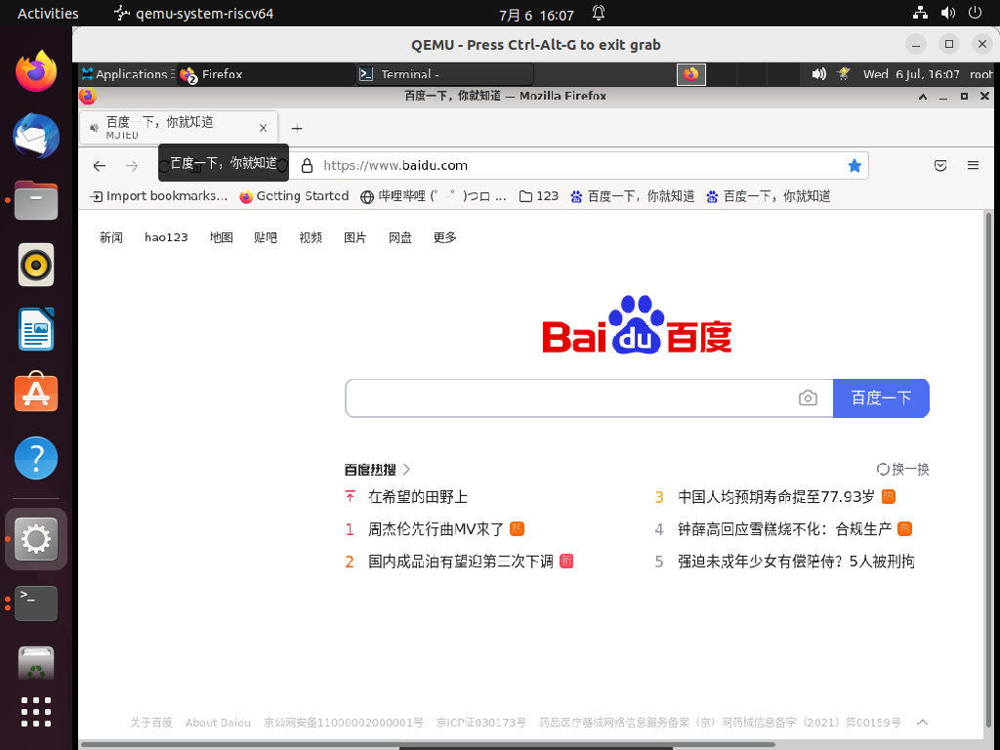 Activities qemu-system-riscv64 7月 6 16:07
QEMU - Press Ctrl-Alt-G to exit grab
Applications Firefox Terminal - Wed 6 Jul, 16:07 root
百度一下，你就知道 — Mozilla Firefox
百度一下，你就知道
MUTED
百度一下，你就知道
https://www.baidu.com
Import bookmarks... Getting Started 哔哩哔哩 (゜-゜)つロ ... 123 百度一下，你就知道 百度一下，你就知道
新闻 hao123 地图 贴吧 视频 图片 网盘 更多
Bai du 百度
百度一下
百度热搜 换一换
在希望的田野上
3 中国人均预期寿命提至77.93岁 热
1 周杰伦先行曲MV来了 热
4 钟薛高回应雪糕烧不化：合规生产 热
2 国内成品油有望迎第三次下调 新
5 强迫未成年少女有偿陪侍？5人被刑拘
关于百度 About Baidu 京公网安备11000002000001号 京ICP证030173号 药品医疗器械网络信息服务备案（京）网药械信息备字（2021）第00159号